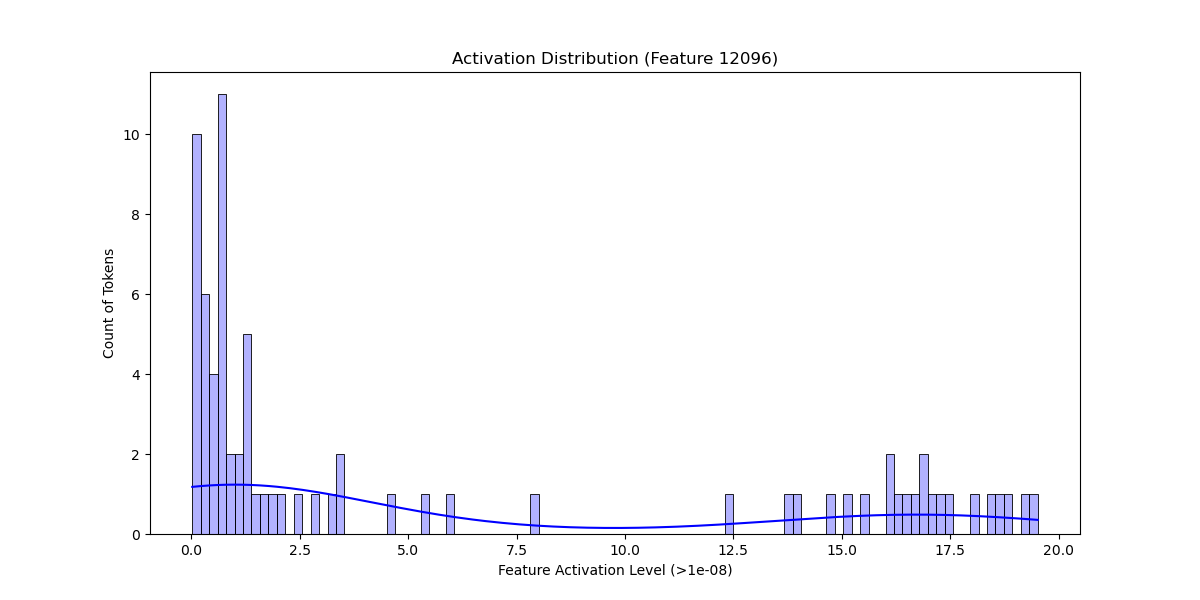 Activation Distribution (Feature 12096)
Count of Tokens
10
8
6
4
2
0
0.0 2.5 5.0 7.5 10.0 12.5 15.0 17.5 20.0
Feature Activation Level (>1e-08)